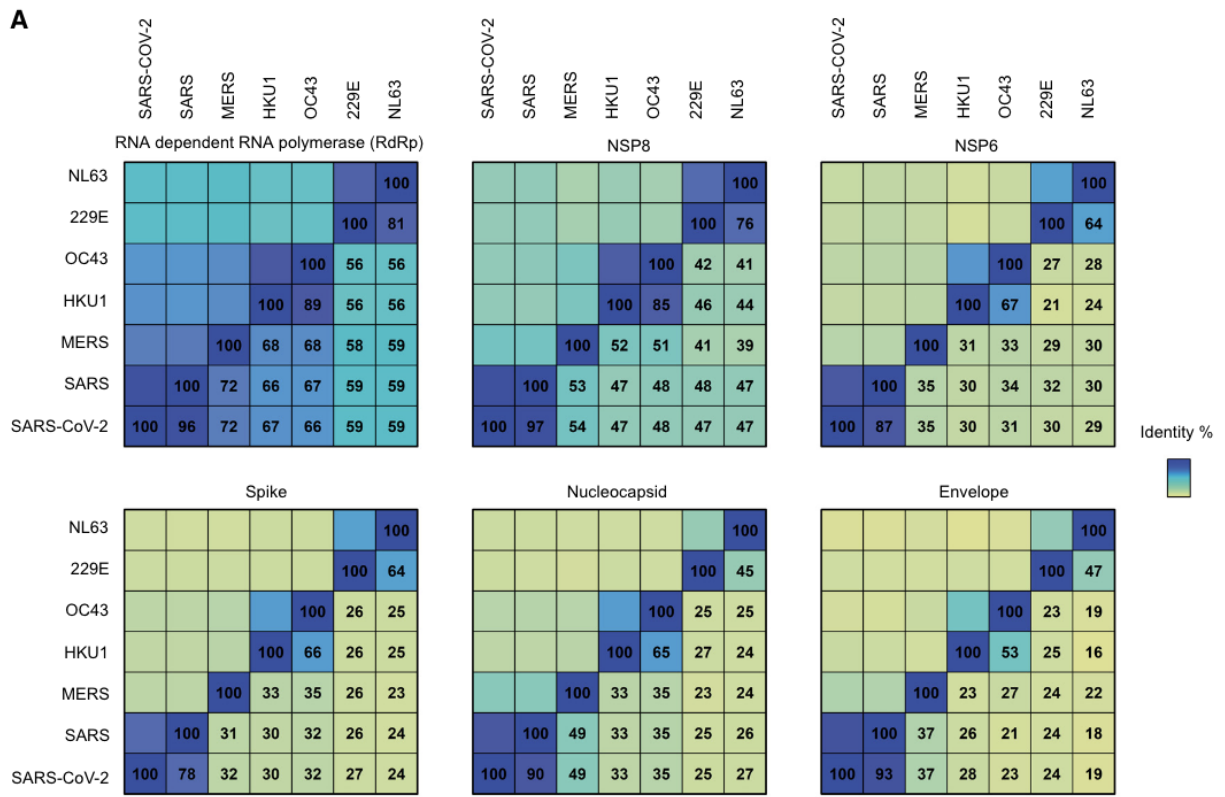 A
SARS-COV-2 SARS MERS HKU1 OC43 229E NL63
SARS-COV-2 SARS MERS HKU1 OC43 229E NL63
SARS-COV-2 SARS MERS HKU1 OC43 229E NL63
RNA dependent RNA polymerase (RdRp)
NL63 100
229E 100 81
OC43 100 56 56
HKU1 100 89 56 56
MERS 100 68 68 58 59
SARS 100 72 66 67 59 59
SARS-CoV-2 100 96 72 67 66 59 59
NSP8
100
100 76
100 42 41
100 85 46 44
100 52 51 41 39
100 53 47 48 48 47
100 97 54 47 48 47 47
NSP6
100
100 64
100 27 28
100 67 21 24
100 31 33 29 30
100 35 30 34 32 30
100 87 35 30 31 30 29
Identity %
Spike
NL63 100
229E 100 64
OC43 100 26 25
HKU1 100 66 26 25
MERS 100 33 35 26 23
SARS 100 31 30 32 26 24
SARS-CoV-2 100 78 32 30 32 27 24
Nucleocapsid
100
100 45
100 25 25
100 65 27 24
100 33 35 23 24
100 49 33 35 25 26
100 90 49 33 35 25 27
Envelope
100
100 47
100 23 19
100 53 25 16
100 23 27 24 22
100 37 26 21 24 18
100 93 37 28 23 24 19